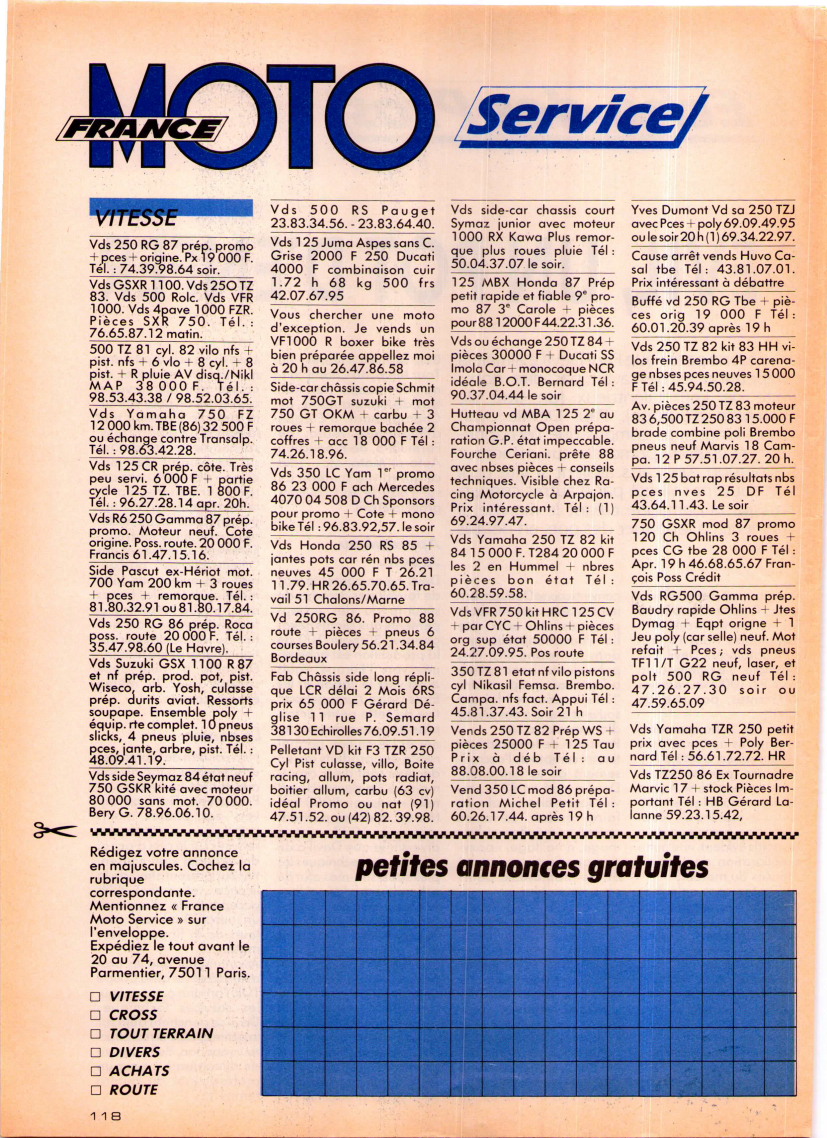 MOTO
FRANCE
Service
VITESSE
Vds 250 RG 87 prép. promo
+ pces + origine. Px 19 000 F.
Tél. : 74.39.98.64 soir.
Vds GSXR 1100. Vds 250 TZ
83. Vds 500 Rolc. Vds VFR
1000. Vds 4pave 1000 FZR.
Pièces SXR 750. Tél. :
76.65.87.12 matin.
500 TZ 81 cyl. 82 vilo nfs +
pist. nfs + 6 vlo + 8 cyl. + 8
pist. + R pluie AV disq./Nikl
MAP 38 000 F. Tél. :
98.53.43.38 / 98.52.03.65.
Vds Yamaha 750 FZ
12 000 km. TBE (86) 32 500 F
ou échange contre Transalp.
Tél. : 98.63.42.28.
Vds 125 CR prép. côte. Très
peu servi. 6 000 F + partie
cycle 125 TZ. TBE. 1 800 F.
Tél. : 96.27.28.14 apr. 20h.
Vds R6 250 Gamma 87 prép.
promo. Moteur neuf. Cote
origine. Poss. route. 20 000 F.
Francis 61.47.15.16.
Side Pascut ex-Hériot mot.
700 Yam 200 km + 3 roues
+ pces + remorque. Tél. :
81.80.32.91 ou 81.80.17.84.
Vds 250 RG 86 prép. Roca
poss. route 20 000 F. Tél. :
35.47.98.60 (Le Havre).
Vds Suzuki GSX 1100 R 87
et nf prép. prod. pot, pist.
Wiseco, arb. Yosh, culasse
prép. durits aviat. Ressorts
soupape. Ensemble poly +
équip. rte complet. 10 pneus
slicks, 4 pneus pluie, nbses
pces, jante, arbre, pist. Tél. :
48.09.41.19.
Vds side Seymaz 84 état neuf
750 GSKR kité avec moteur
80 000 sans mot. 70 000.
Bery G. 78.96.06.10.
Vds 500 RS Pauget
23.83.34.56. - 23.83.64.40.
Vds 125 Juma Aspes sans C.
Grise 2000 F 250 Ducati
4000 F combinaison cuir
1.72 h 68 kg 500 frs
42.07.67.95
Vous chercher une moto
d'exception. Je vends un
VF1000 R boxer bike très
bien préparée appellez moi
à 20 h au 26.47.86.58
Side-car châssis copie Schmit
mot 750GT suzuki + mot
750 GT OKM + carbu + 3
roues + remorque bachée 2
coffres + acc 18 000 F Tél :
74.26.18.96.
Vds 350 LC Yam 1er promo
86 23 000 F ach Mercedes
4070 04 508 D Ch Sponsors
pour promo + Cote + mono
bike Tél : 96.83.92,57. le soir
Vds Honda 250 RS 85 +
jantes pots car rén nbs pces
neuves 45 000 F T 26.21
11.79. HR 26.65.70.65. Tra-
vail 51 Chalons/Marne
Vd 250RG 86. Promo 88
route + pièces + pneus 6
courses Boulery 56.21.34.84
Bordeaux
Fab Châssis side long répli-
que LCR délai 2 Mois 6RS
prix 65 000 F Gérard Dé-
glise 11 rue P. Semard
38130 Echirolles 76.09.51.19
Pelletant VD kit F3 TZR 250
Cyl Pist culasse, villo, Boite
racing, allum, pots radiat,
boitier allum, carbu (63 cv)
idéal Promo ou nat (91)
47.51.52. ou (42) 82. 39.98.
Vds side-car chassis court
Symaz junior avec moteur
1000 RX Kawa Plus remor-
que plus roues pluie Tél :
50.04.37.07 le soir.
125 MBX Honda 87 Prép
petit rapide et fiable 9e pro-
mo 87 3e Carole + pièces
pour 88 12000 F 44.22.31.36.
Vds ou échange 250 TZ 84 +
pièces 30000 F + Ducati SS
Imola Car + monocoque NCR
idéale B.O.T. Bernard Tél :
90.37.04.44 le soir
Hutteau vd MBA 125 2e au
Championnat Open prépa-
ration G.P. état impeccable.
Fourche Ceriani. prête 88
avec nbses pièces + conseils
techniques. Visible chez Ra-
cing Motorcycle à Arpajon.
Prix intéressant. Tél : (1)
69.24.97.47.
Vds Yamaha 250 TZ 82 kit
84 15 000 F. T284 20 000 F
les 2 en Hummel + nbres
pièces bon état Tél :
60.28.59.58.
Vds VFR 750 kit HRC 125 CV
+ par CYC + Ohlins + pièces
org sup état 50000 F Tél :
24.27.09.95. Pos route
350 TZ 81 etat nf vilo pistons
cyl Nikasil Femsa. Brembo.
Campa. nfs fact. Appui Tél :
45.81.37.43. Soir 21 h
Vends 250 TZ 82 Prép WS +
pièces 25000 F + 125 Tau
Prix à déb Tél : au
88.08.00.18 le soir
Vend 350 LC mod 86 prépa-
ration Michel Petit Tél :
60.26.17.44. après 19 h
Yves Dumont Vd sa 250 TZJ
avec Pces + poly 69.09.49.95
ou le soir 20 h (1) 69.34.22.97.
Cause arrêt vends Huvo Ca-
sal tbe Tél : 43.81.07.01.
Prix intéressant à débattre
Buffé vd 250 RG Tbe + piè-
ces orig 19 000 F Tél :
60.01.20.39 après 19 h
Vds 250 TZ 82 kit 83 HH vi-
los frein Brembo 4P carena-
ge nbses pces neuves 15 000
F Tél : 45.94.50.28.
Av. pièces 250 TZ 83 moteur
83 6,500 TZ 250 83 15.000 F
brade combine poli Brembo
pneus neuf Marvis 18 Cam-
pa. 12 P 57.51.07.27. 20 h.
Vds 125 bat rap résultats nbs
pces nves 25 DF Tél
43.64.11.43. Le soir
750 GSXR mod 87 promo
120 Ch Ohlins 3 roues +
pces CG tbe 28 000 F Tél :
Apr. 19 h 46.68.65.67 Fran-
çois Poss Crédit
Vds RG500 Gamma prép.
Baudry rapide Ohlins + Jtes
Dymag + Eqpt origne + 1
Jeu poly (car selle) neuf. Mot
refait + Pces ; vds pneus
TF11/T G22 neuf, laser, et
polt 500 RG neuf Tél :
47.26.27.30 soir ou
47.59.65.09
Vds Yamaha TZR 250 petit
prix avec pces + Poly Ber-
nard Tél : 56.61.72.72. HR
Vds TZ250 86 Ex Tournadre
Marvic 17 + stock Pièces Im-
portant Tél : HB Gérard La-
lanne 59.23.15.42,
Rédigez votre annonce
en majuscules. Cochez la
rubrique
correspondante.
Mentionnez « France
Moto Service » sur
l'enveloppe.
Expédiez le tout avant le
20 au 74, avenue
Parmentier, 75011 Paris.
□ VITESSE
□ CROSS
□ TOUT TERRAIN
□ DIVERS
□ ACHATS
□ ROUTE
petites annonces gratuites
118